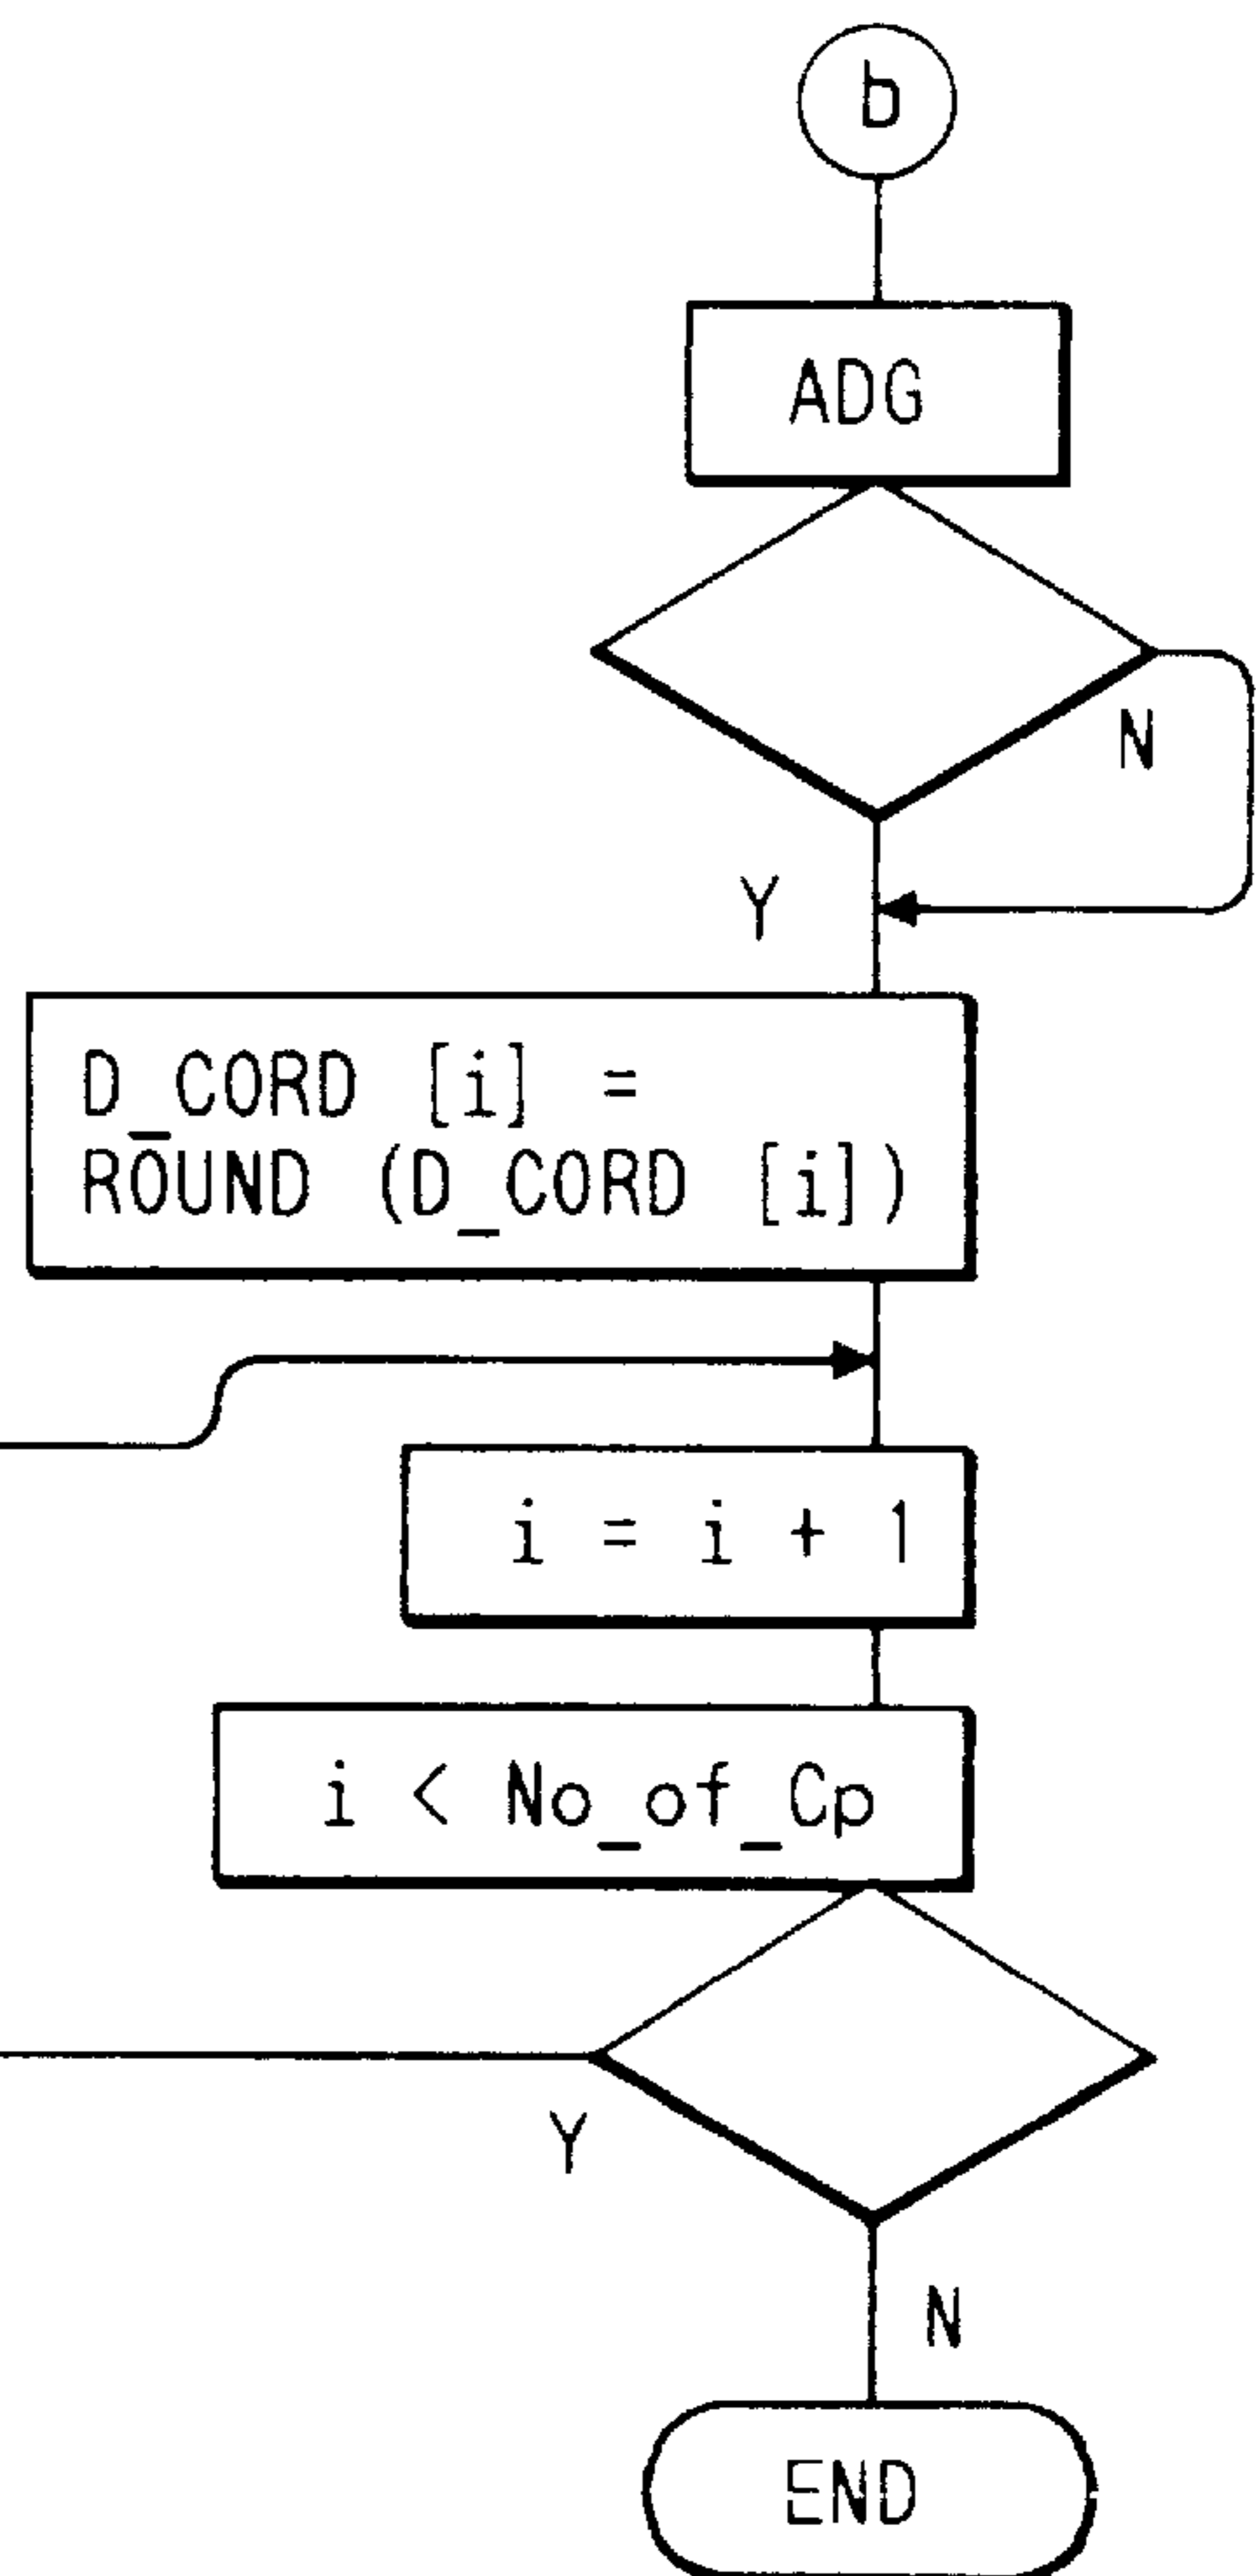 b
ADG
N
Y
D_CORD [i] =
ROUND (D_CORD [i])
i = i + 1
i < No_of_Cp
Y
N
END